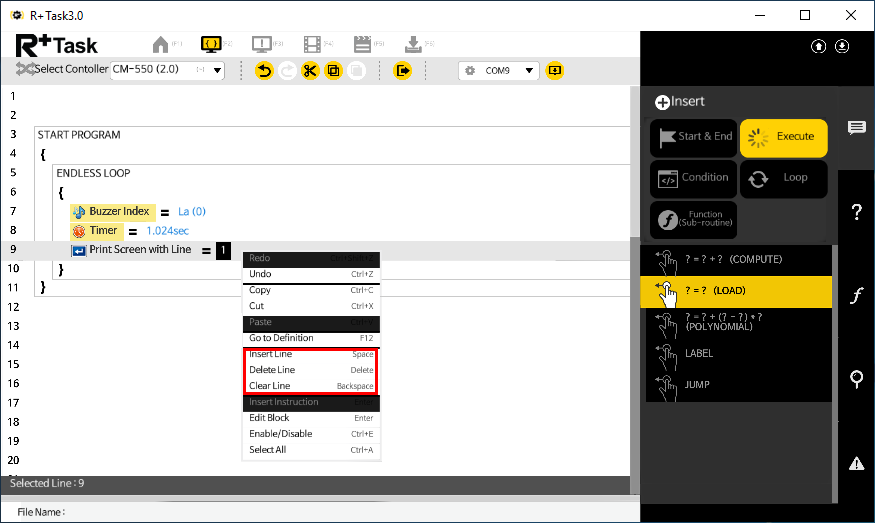 R+Task3.0
R+Task
(F1)
(F2)
(F3)
(F4)
(F5)
(F6)
Select Contoller CM-550 (2.0)
COM9
1
2
3 START PROGRAM
4 {
5 ENDLESS LOOP
6 {
7 Buzzer Index = La (0)
8 Timer = 1.024sec
9 Print Screen with Line = 1
10 }
11 }
12
13
14
15
16
17
18
19
20
Redo
Undo Ctrl+Z
Copy Ctrl+C
Cut Ctrl+X
Paste
Go to Definition F12
Insert Line Space
Delete Line Delete
Clear Line Backspace
Insert Instruction
Edit Block Enter
Enable/Disable Ctrl+E
Select All Ctrl+A
Selected Line : 9
File Name :
Insert
Start & End
Execute
Condition
Loop
Function
(Sub-routine)
? = ? + ? (COMPUTE)
? = ? (LOAD)
? = ? + (? - ?) * ?
(POLYNOMIAL)
LABEL
JUMP